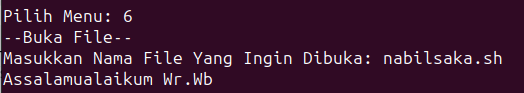 Pilih Menu: 6
--Buka File--
Masukkan Nama File Yang Ingin Dibuka: nabilsaka.sh
Assalamualaikum Wr.Wb